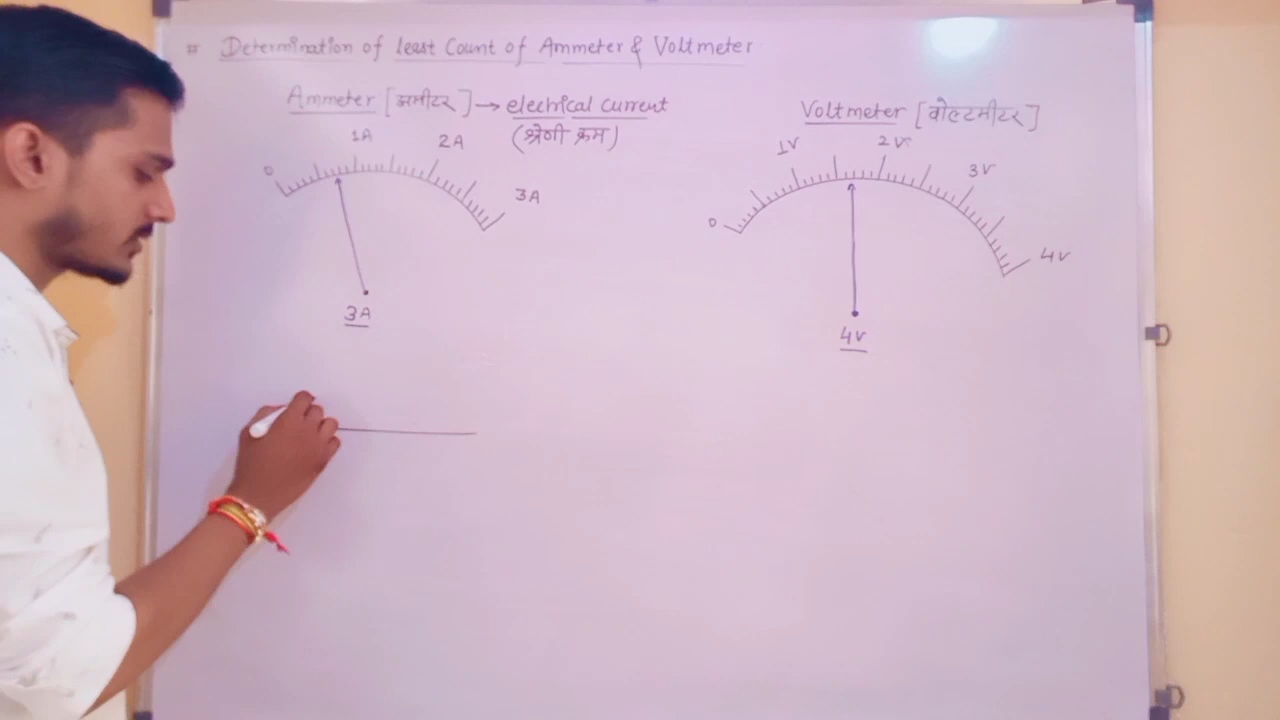 # Determination of least Count of Ammeter & Voltmeter
Ammeter [अमीटर] → electrical current
(श्रेणी क्रम)
0 1A 2A 3A
3A
Voltmeter [वोल्टमीटर]
0 1V 2V 3V 4V
4V